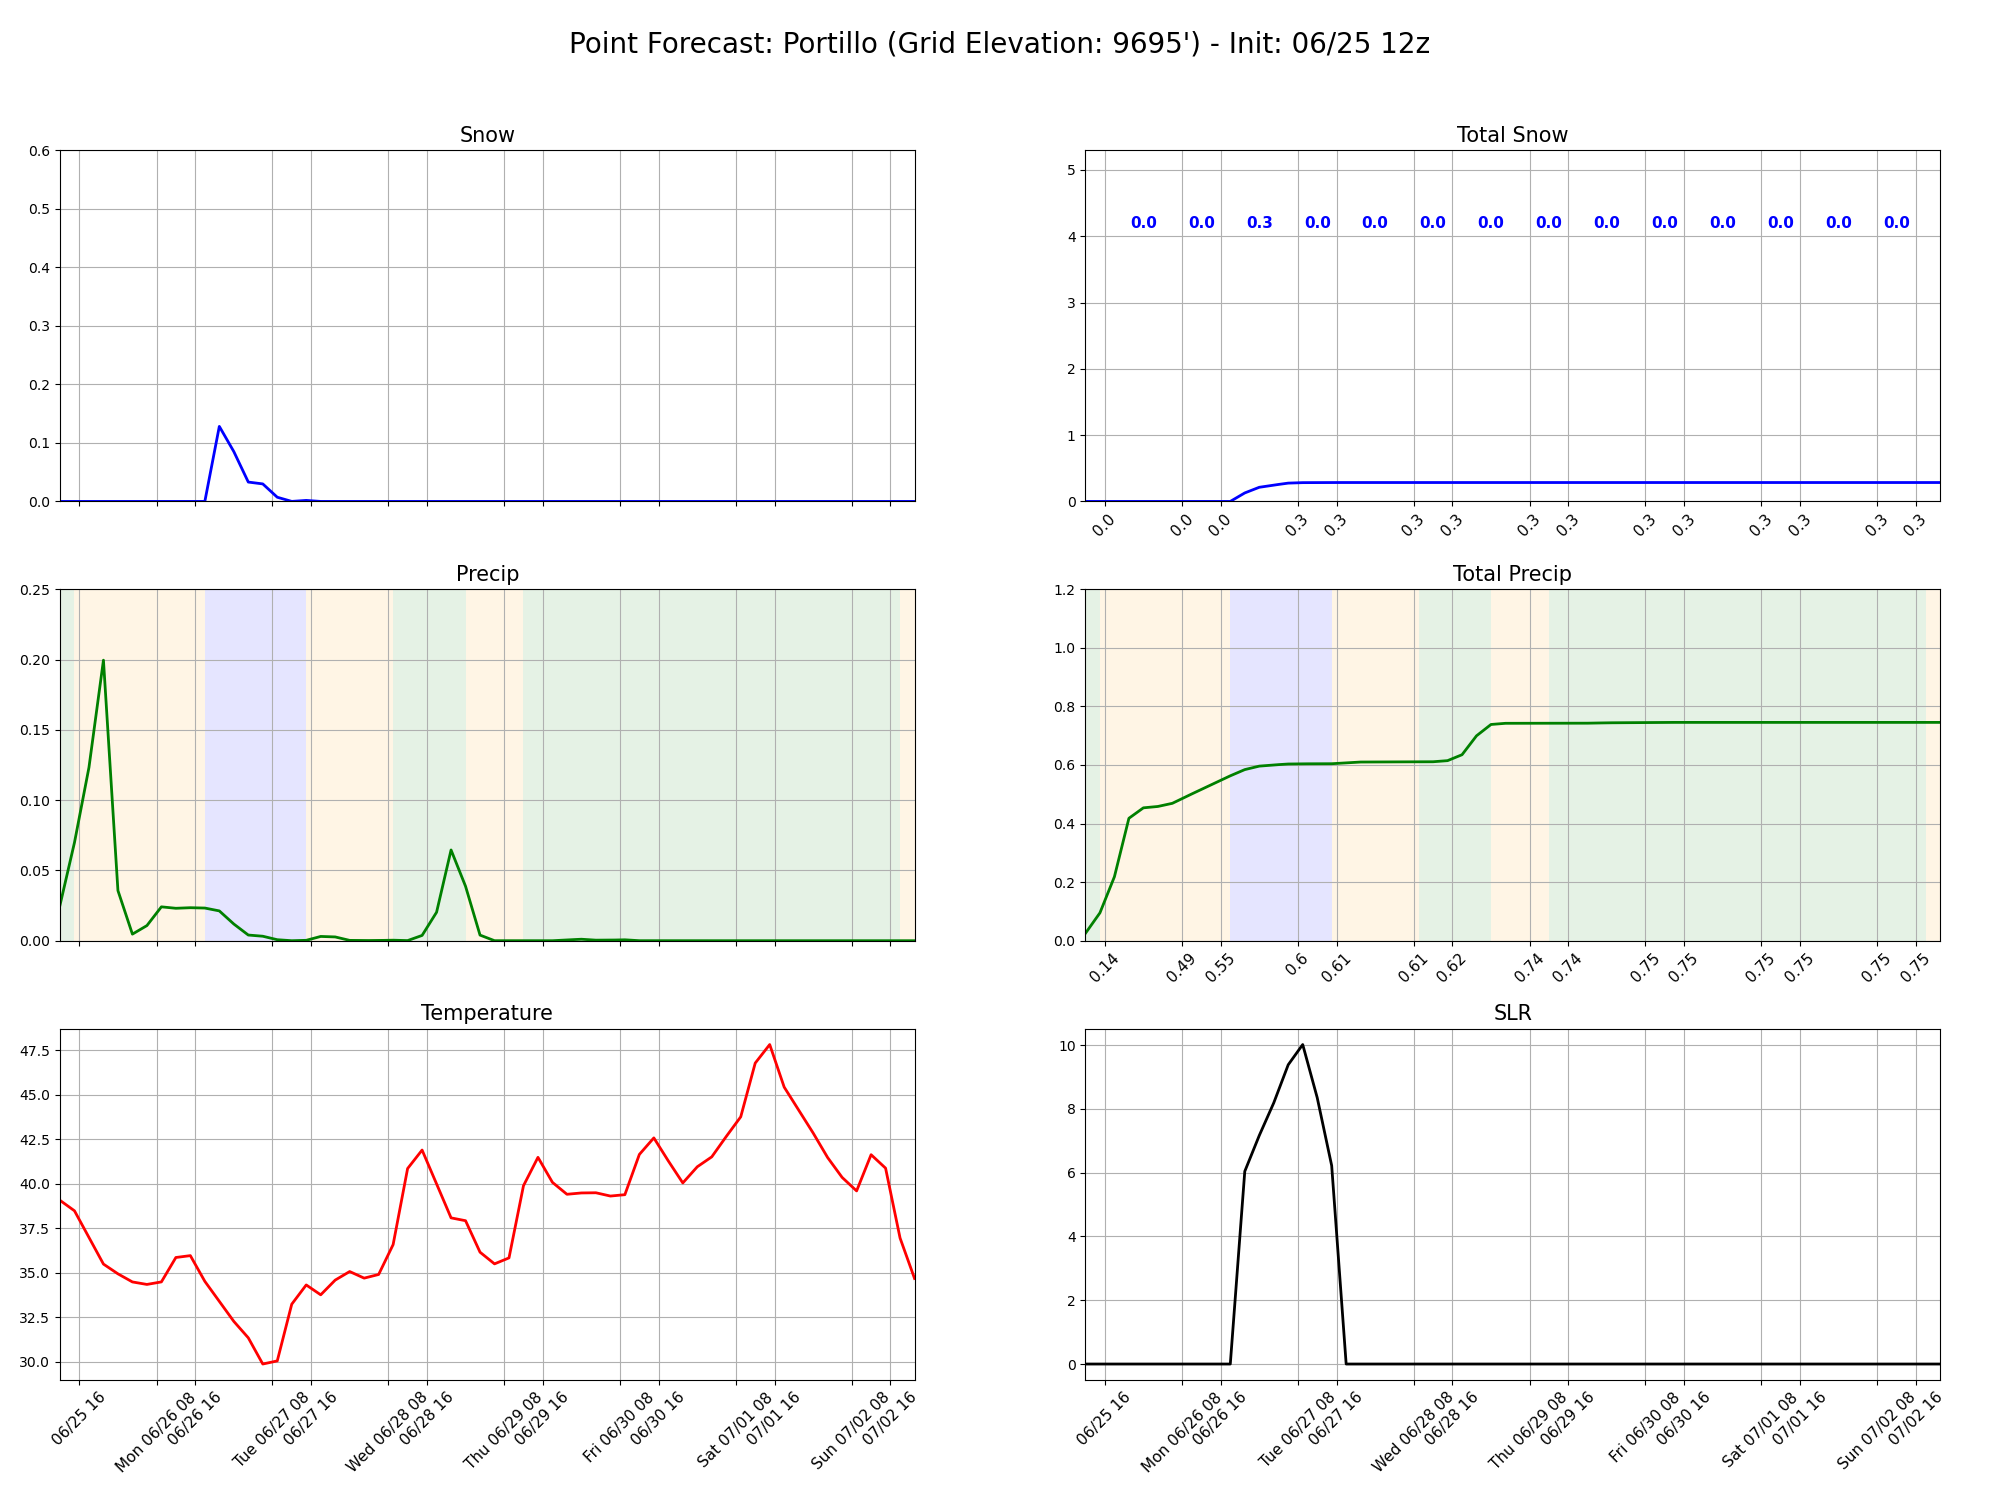 Point Forecast: Portillo (Grid Elevation: 9695') - Init: 06/25 12z
Snow
0.6
0.5
0.4
0.3
0.2
0.1
0.0
Total Snow
5
4
3
2
1
0
0.0 0.0 0.3 0.0 0.0 0.0 0.0 0.0 0.0 0.0 0.0 0.0 0.0 0.0
0.0 0.0 0.0 0.3 0.3 0.3 0.3 0.3 0.3 0.3 0.3 0.3 0.3 0.3 0.3
Precip
0.25
0.20
0.15
0.10
0.05
0.00
Total Precip
1.2
1.0
0.8
0.6
0.4
0.2
0.0
0.14 0.49 0.55 0.6 0.61 0.61 0.62 0.74 0.74 0.75 0.75 0.75 0.75 0.75 0.75
Temperature
47.5
45.0
42.5
40.0
37.5
35.0
32.5
30.0
06/25 16
Mon 06/26 08
06/26 16
Tue 06/27 08
06/27 16
Wed 06/28 08
06/28 16
Thu 06/29 08
06/29 16
Fri 06/30 08
06/30 16
Sat 07/01 08
07/01 16
Sun 07/02 08
07/02 16
SLR
10
8
6
4
2
0
06/25 16
Mon 06/26 08
06/26 16
Tue 06/27 08
06/27 16
Wed 06/28 08
06/28 16
Thu 06/29 08
06/29 16
Fri 06/30 08
06/30 16
Sat 07/01 08
07/01 16
Sun 07/02 08
07/02 16